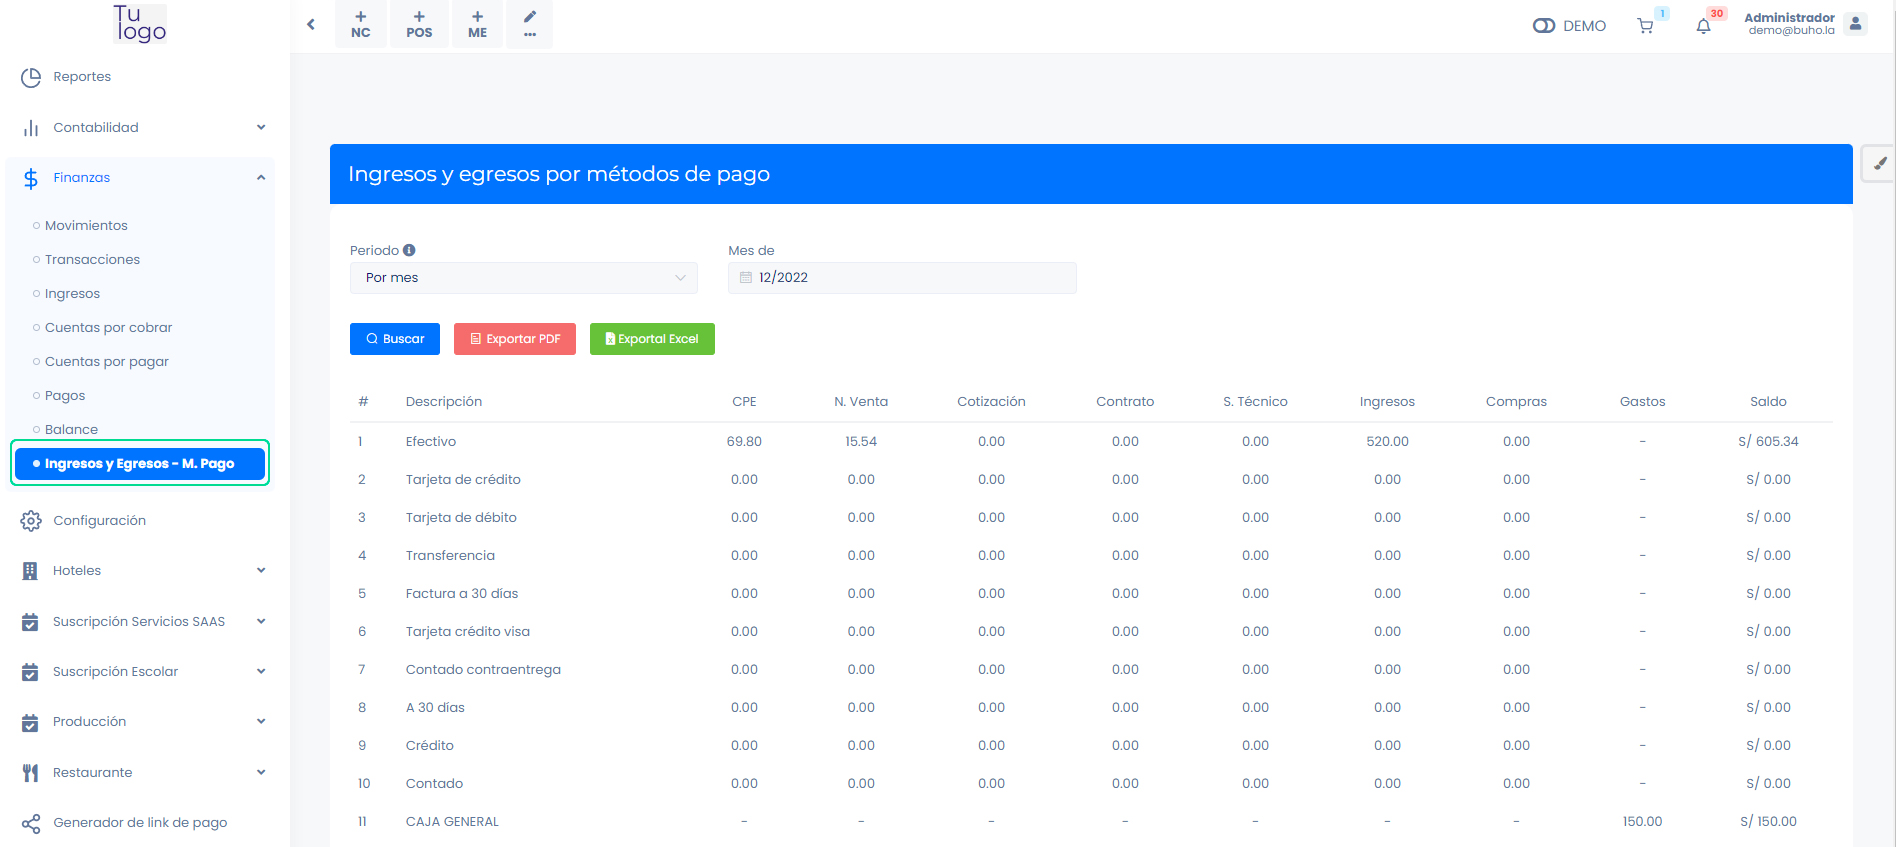 Tu
logo
Reportes
Contabilidad
Finanzas
Movimientos
Transacciones
Ingresos
Cuentas por cobrar
Cuentas por pagar
Pagos
Balance
Ingresos y Egresos - M. Pago
Configuración
Hoteles
Suscripción Servicios SAAS
Suscripción Escolar
Producción
Restaurante
Generador de link de pago
+ + +
NC POS ME ...
DEMO 1 30 Administrador
demo@buho.la
Ingresos y egresos por métodos de pago
Periodo Mes de
Por mes 12/2022
Buscar Exportar PDF Exportal Excel
# Descripción CPE N. Venta Cotización Contrato S. Técnico Ingresos Compras Gastos Saldo
1 Efectivo 69.80 15.54 0.00 0.00 0.00 520.00 0.00 - S/ 605.34
2 Tarjeta de crédito 0.00 0.00 0.00 0.00 0.00 0.00 0.00 - S/ 0.00
3 Tarjeta de débito 0.00 0.00 0.00 0.00 0.00 0.00 0.00 - S/ 0.00
4 Transferencia 0.00 0.00 0.00 0.00 0.00 0.00 0.00 - S/ 0.00
5 Factura a 30 días 0.00 0.00 0.00 0.00 0.00 0.00 0.00 - S/ 0.00
6 Tarjeta crédito visa 0.00 0.00 0.00 0.00 0.00 0.00 0.00 - S/ 0.00
7 Contado contraentrega 0.00 0.00 0.00 0.00 0.00 0.00 0.00 - S/ 0.00
8 A 30 días 0.00 0.00 0.00 0.00 0.00 0.00 0.00 - S/ 0.00
9 Crédito 0.00 0.00 0.00 0.00 0.00 0.00 0.00 - S/ 0.00
10 Contado 0.00 0.00 0.00 0.00 0.00 0.00 0.00 - S/ 0.00
11 CAJA GENERAL - - - - - - - 150.00 S/ 150.00